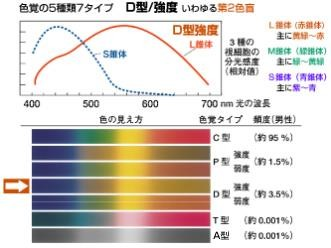 色覚の5種類7タイプ D型/強度 いわゆる第2色盲
D型強度
L錐体
S錐体
3種の
視細胞の
分光感度
(相対値)
L錐体(赤錐体)
主に黄緑~赤
M錐体(緑錐体)
主に緑~黄緑
S錐体(青錐体)
主に紫~青
400 500 600 700 nm 光の波長
色の見え方 色覚タイプ 頻度(男性)
C型 (約95%)
P型 強度 弱度 (約1.5%)
D型 強度 弱度 (約3.5%)
T型 (約0.001%)
A型 (約0.001%)